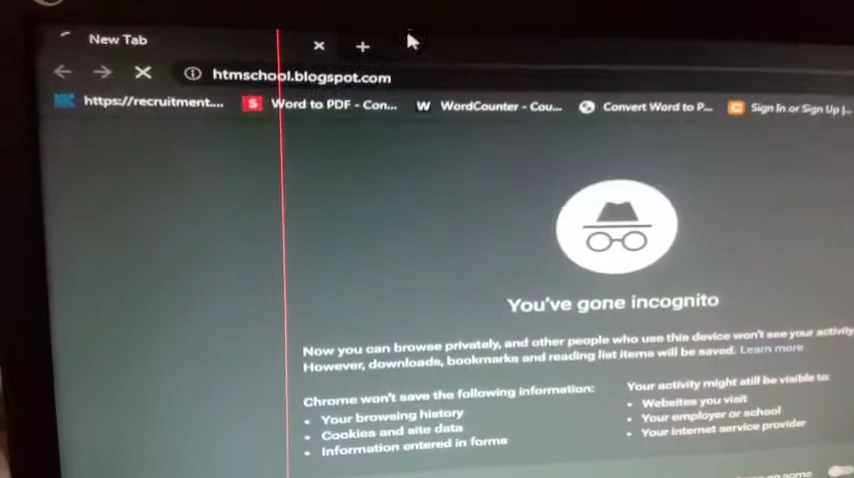 New Tab
htmschool.blogspot.com
https://recruitment.... Word to PDF - Con... WordCounter - Cou... Convert Word to P... Sign In or Sign Up |-
You've gone incognito
Now you can browse privately, and other people who use this device won't see your activity
However, downloads, bookmarks and reading list items will be saved. Learn more
Chrome won't save the following information:
• Your browsing history
• Cookies and site data
• Information entered in forms
Your activity might still be visible to:
• Websites you visit
• Your employer or school
• Your internet service provider
on some